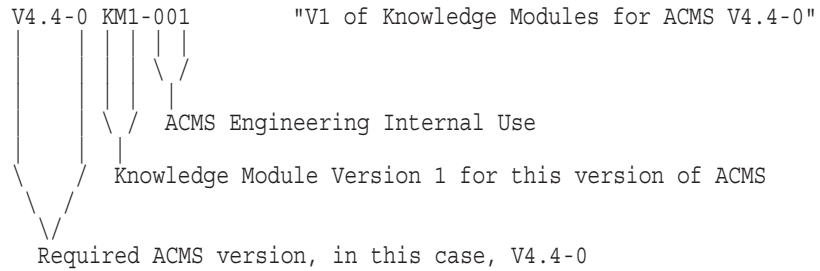 V4.4-0 KM1-001 "V1 of Knowledge Modules for ACMS V4.4-0"
ACMS Engineering Internal Use
Knowledge Module Version 1 for this version of ACMS
Required ACMS version, in this case, V4.4-0